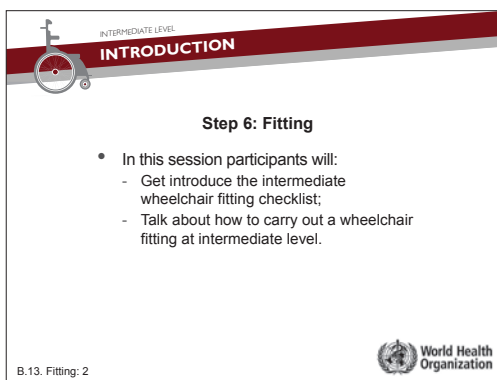 INTERMEDIATE LEVEL
INTRODUCTION
Step 6: Fitting
• In this session participants will:
- Get introduce the intermediate
wheelchair fitting checklist;
- Talk about how to carry out a wheelchair
fitting at intermediate level.
B.13. Fitting: 2
World Health
Organization